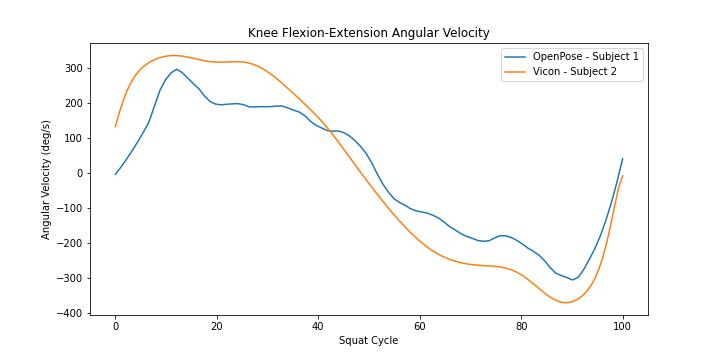 Knee Flexion-Extension Angular Velocity
OpenPose - Subject 1
Vicon - Subject 2
300
200
100
0
−100
−200
−300
−400
Angular Velocity (deg/s)
0 20 40 60 80 100
Squat Cycle